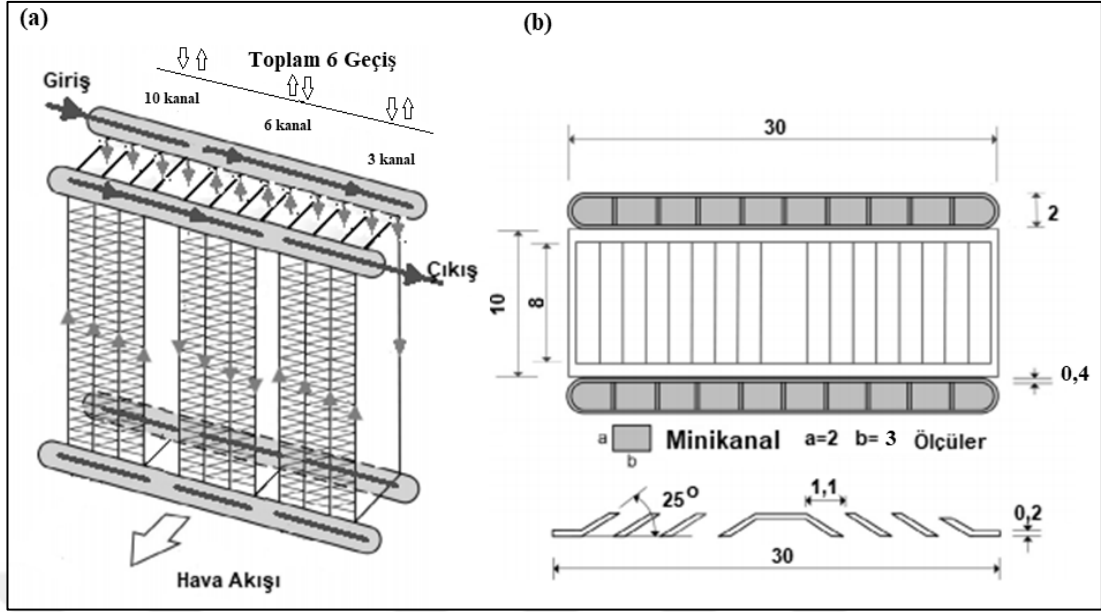 (a)
Toplam 6 Geçiş
Giriş
10 kanal
6 kanal
3 kanal
Çıkış
Hava Akışı
(b)
30
2
10
8
0,4
a
b
Minikanal a=2 b= 3 Ölçüler
25°
1,1
0,2
30